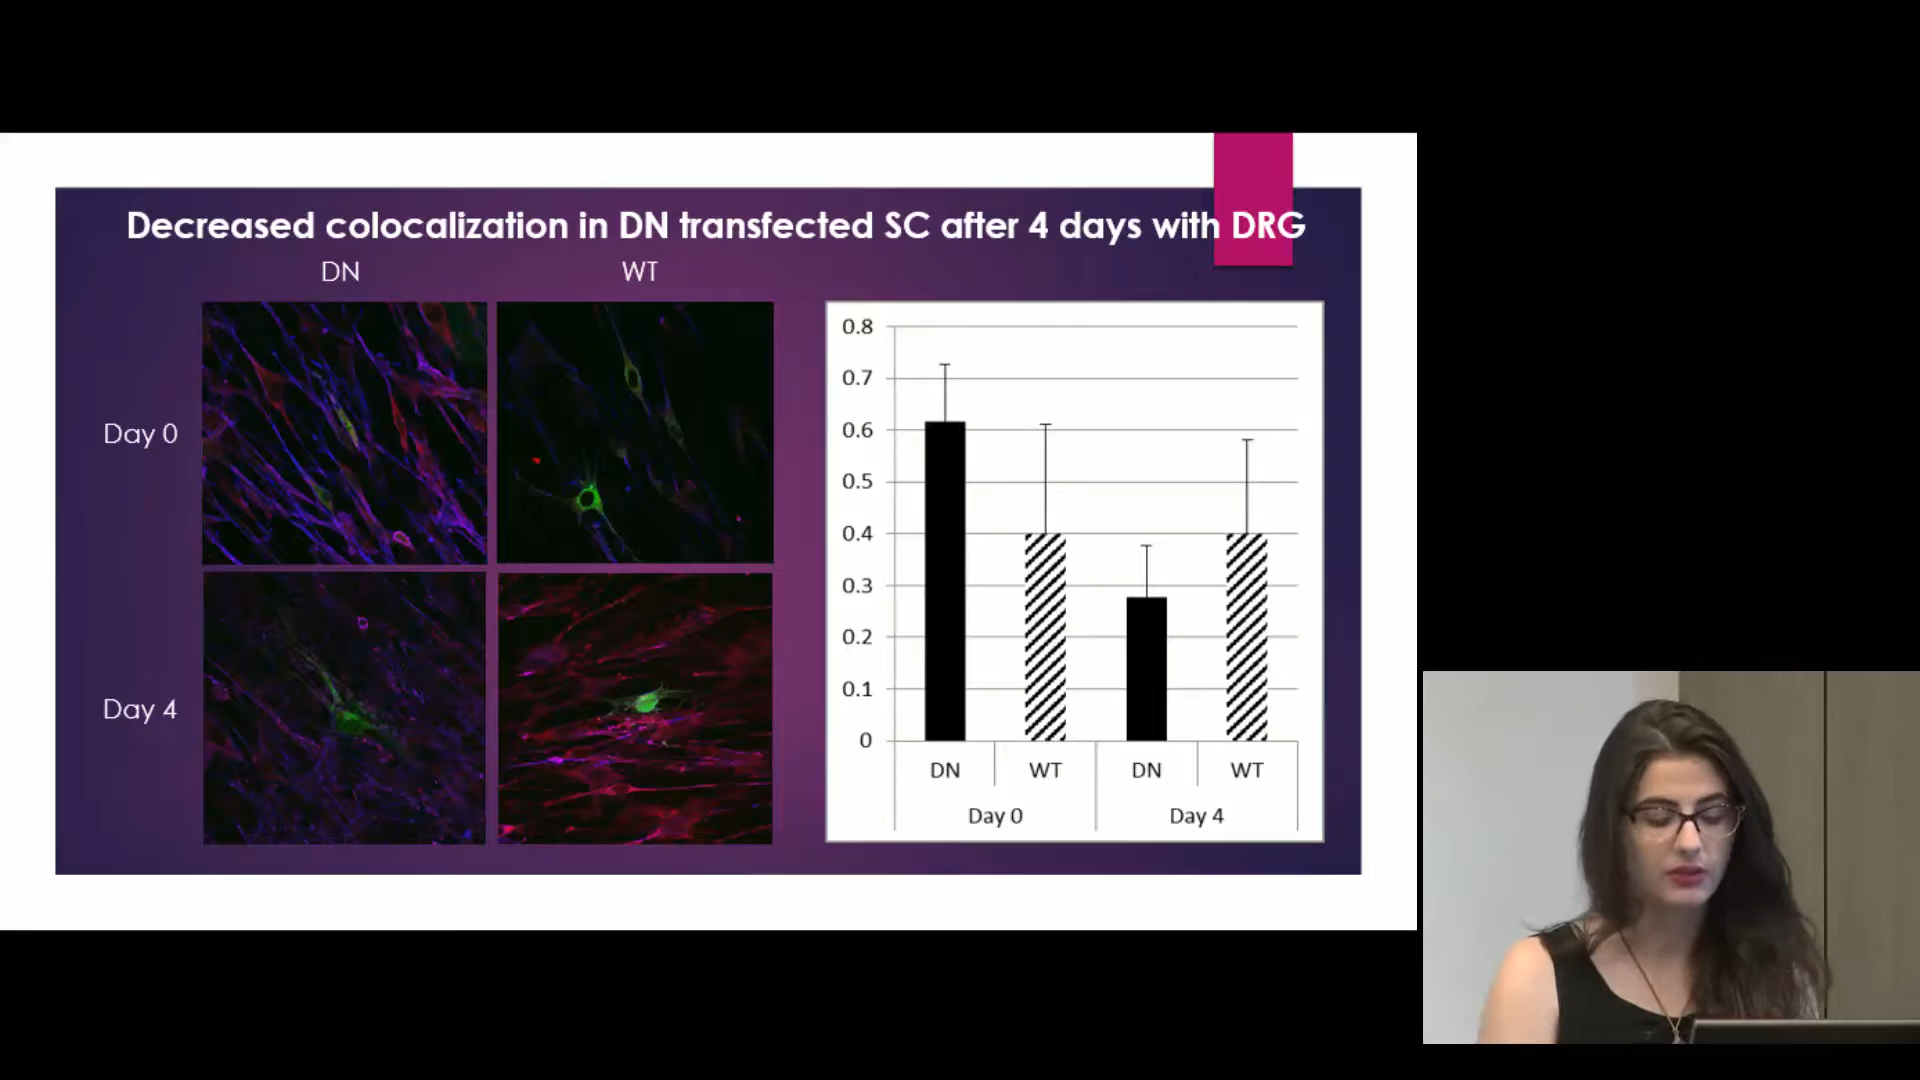 Decreased colocalization in DN transfected SC after 4 days with DRG
DN WT
Day 0
Day 4
0.8
0.7
0.6
0.5
0.4
0.3
0.2
0.1
0
DN WT DN WT
Day 0 Day 4